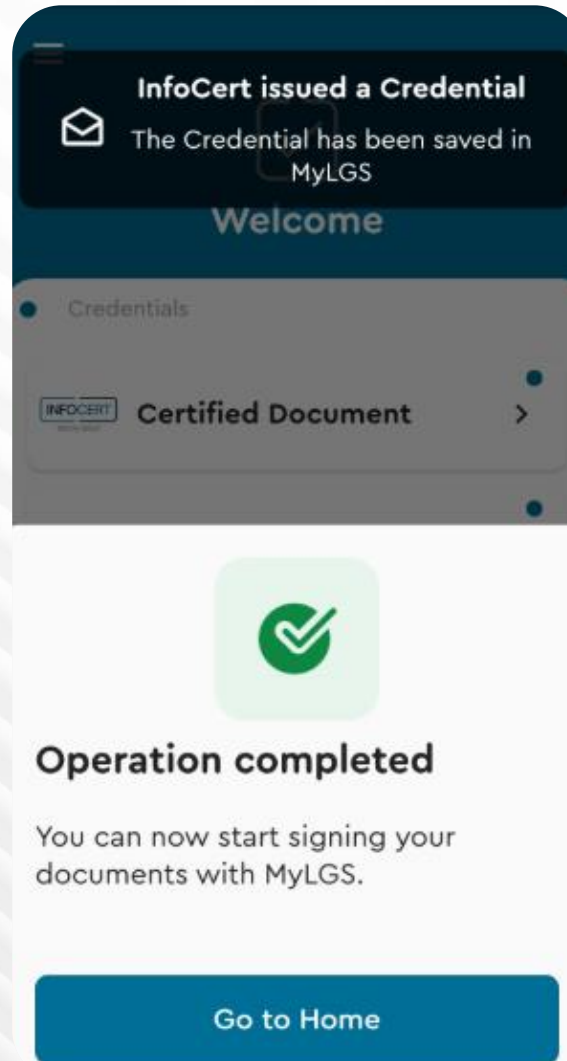 InfoCert issued a Credential
The Credential has been saved in
MyLGS
Welcome
Credentials
INFOCERT
Certified Document
Operation completed
You can now start signing your
documents with MyLGS.
Go to Home